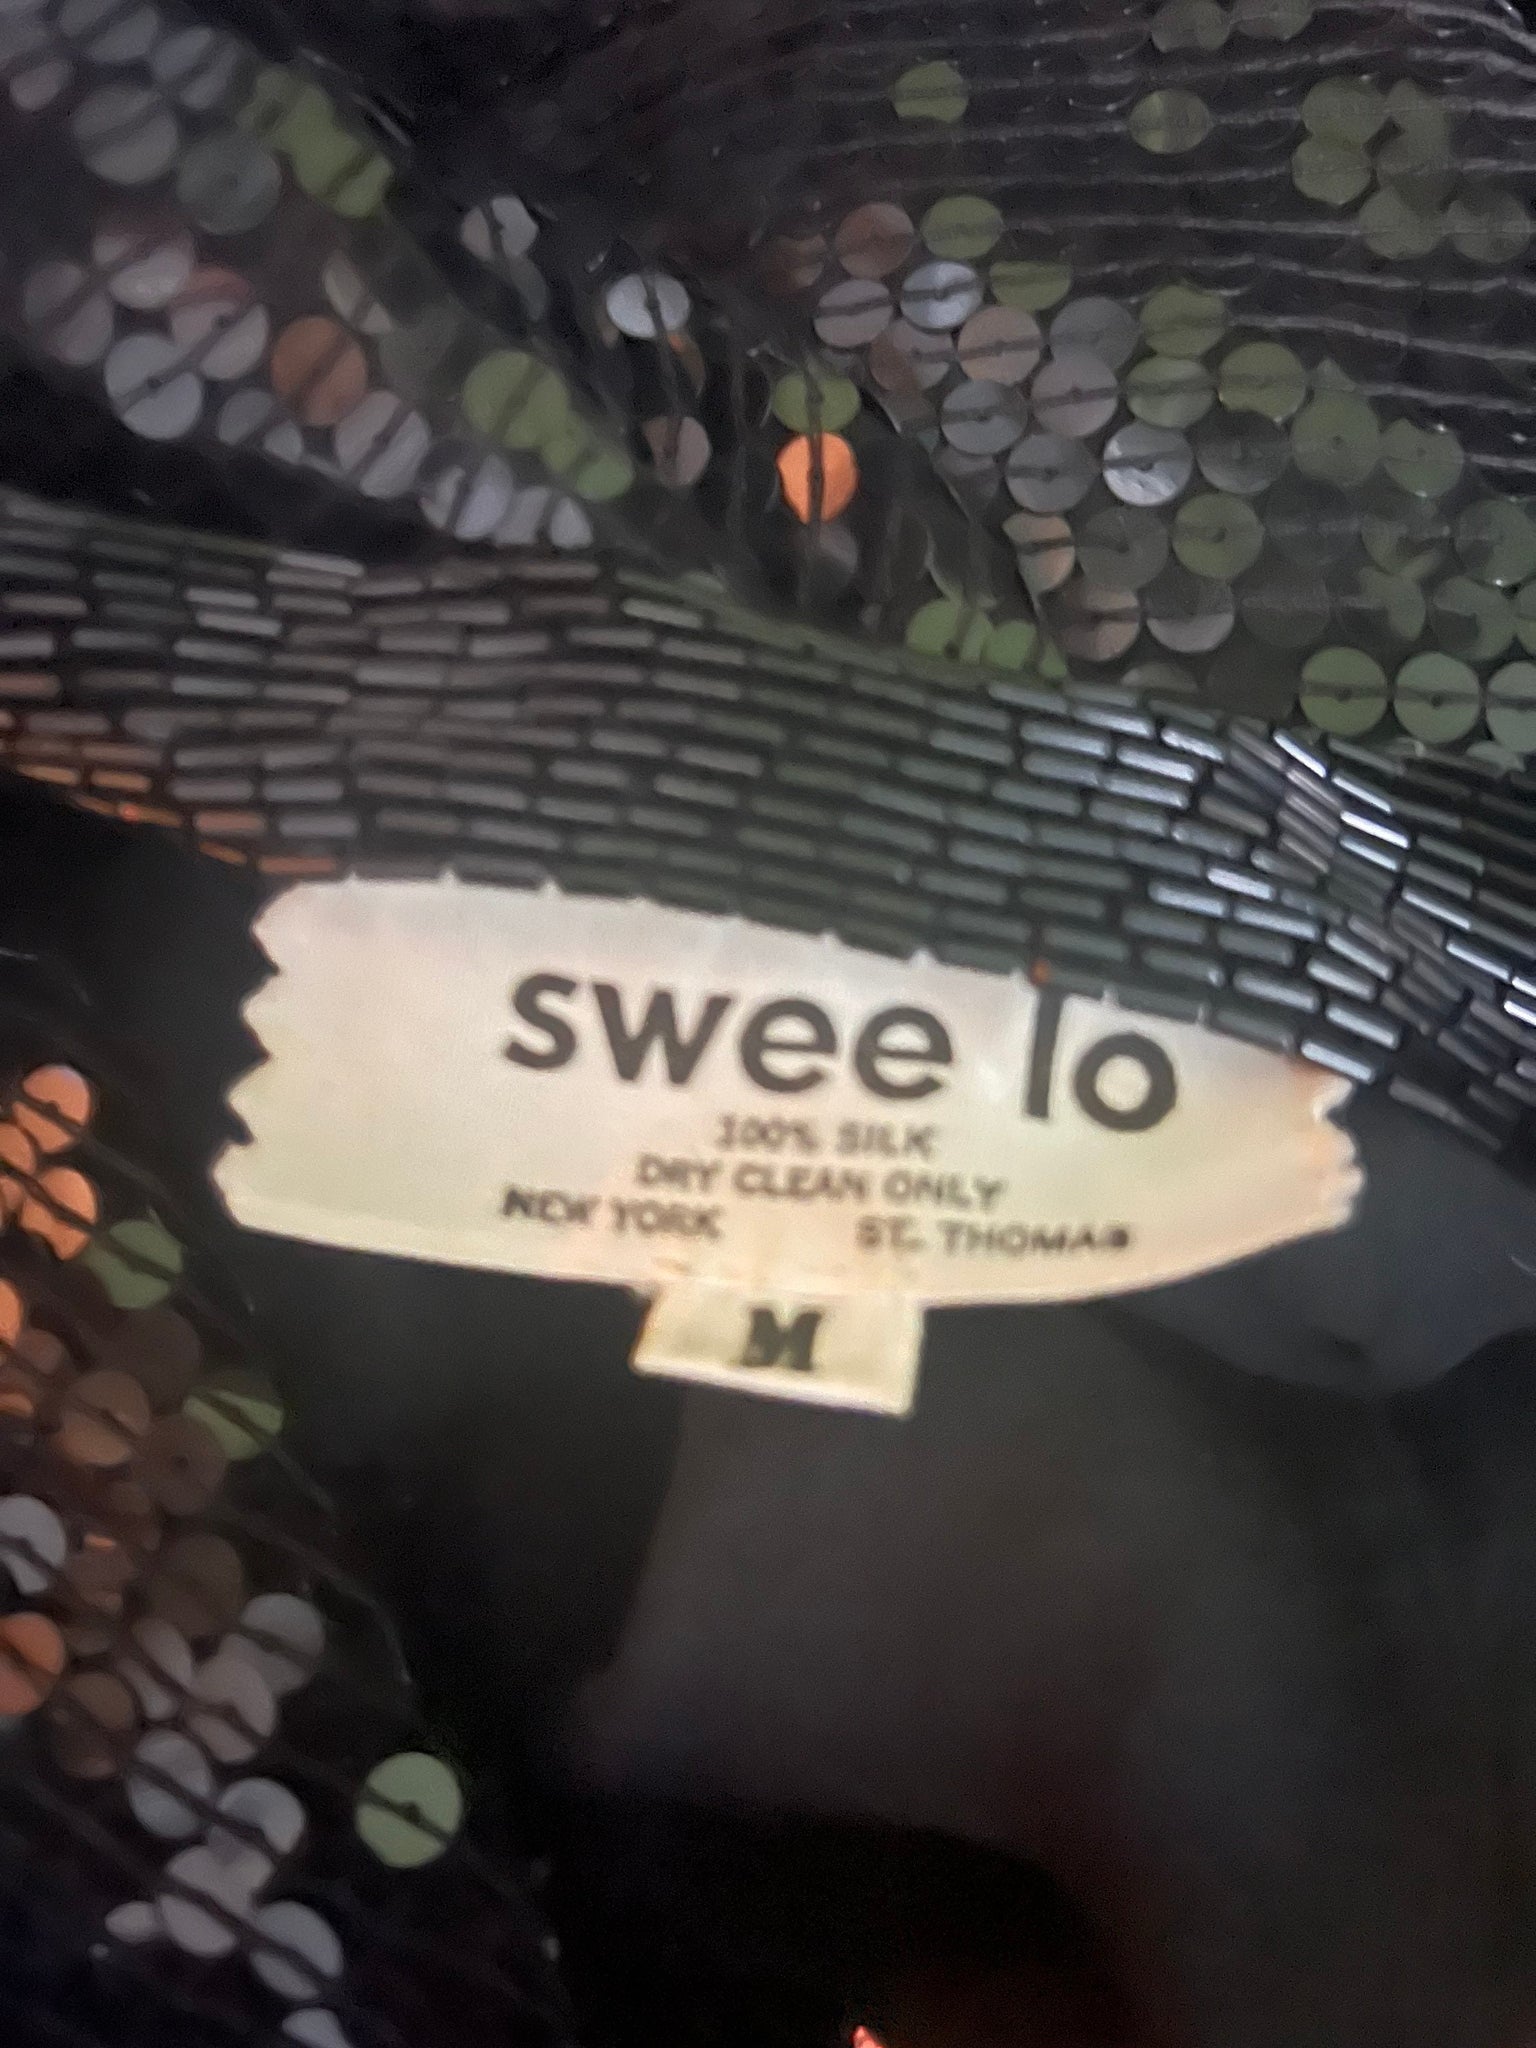 swee lo
100% SILK
DRY CLEAN ONLY
NEW YORK ST. THOMAS
M